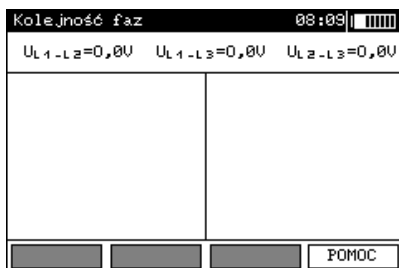 Kolejność faz 08:09
UL1-L2=0,0V UL1-L3=0,0V UL2-L3=0,0V
POMOC